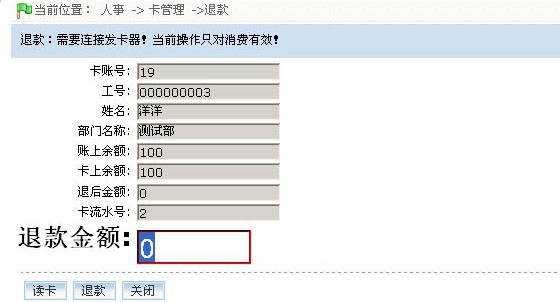 当前位置： 人事 -> 卡管理 ->退款
退款：需要连接发卡器！当前操作只对消费有效！
卡账号： 19
工号： 000000003
姓名： 洋洋
部门名称： 测试部
账上余额： 100
卡上余额： 100
退后金额： 0
卡流水号： 2
退款金额： 0
读卡 退款 关闭